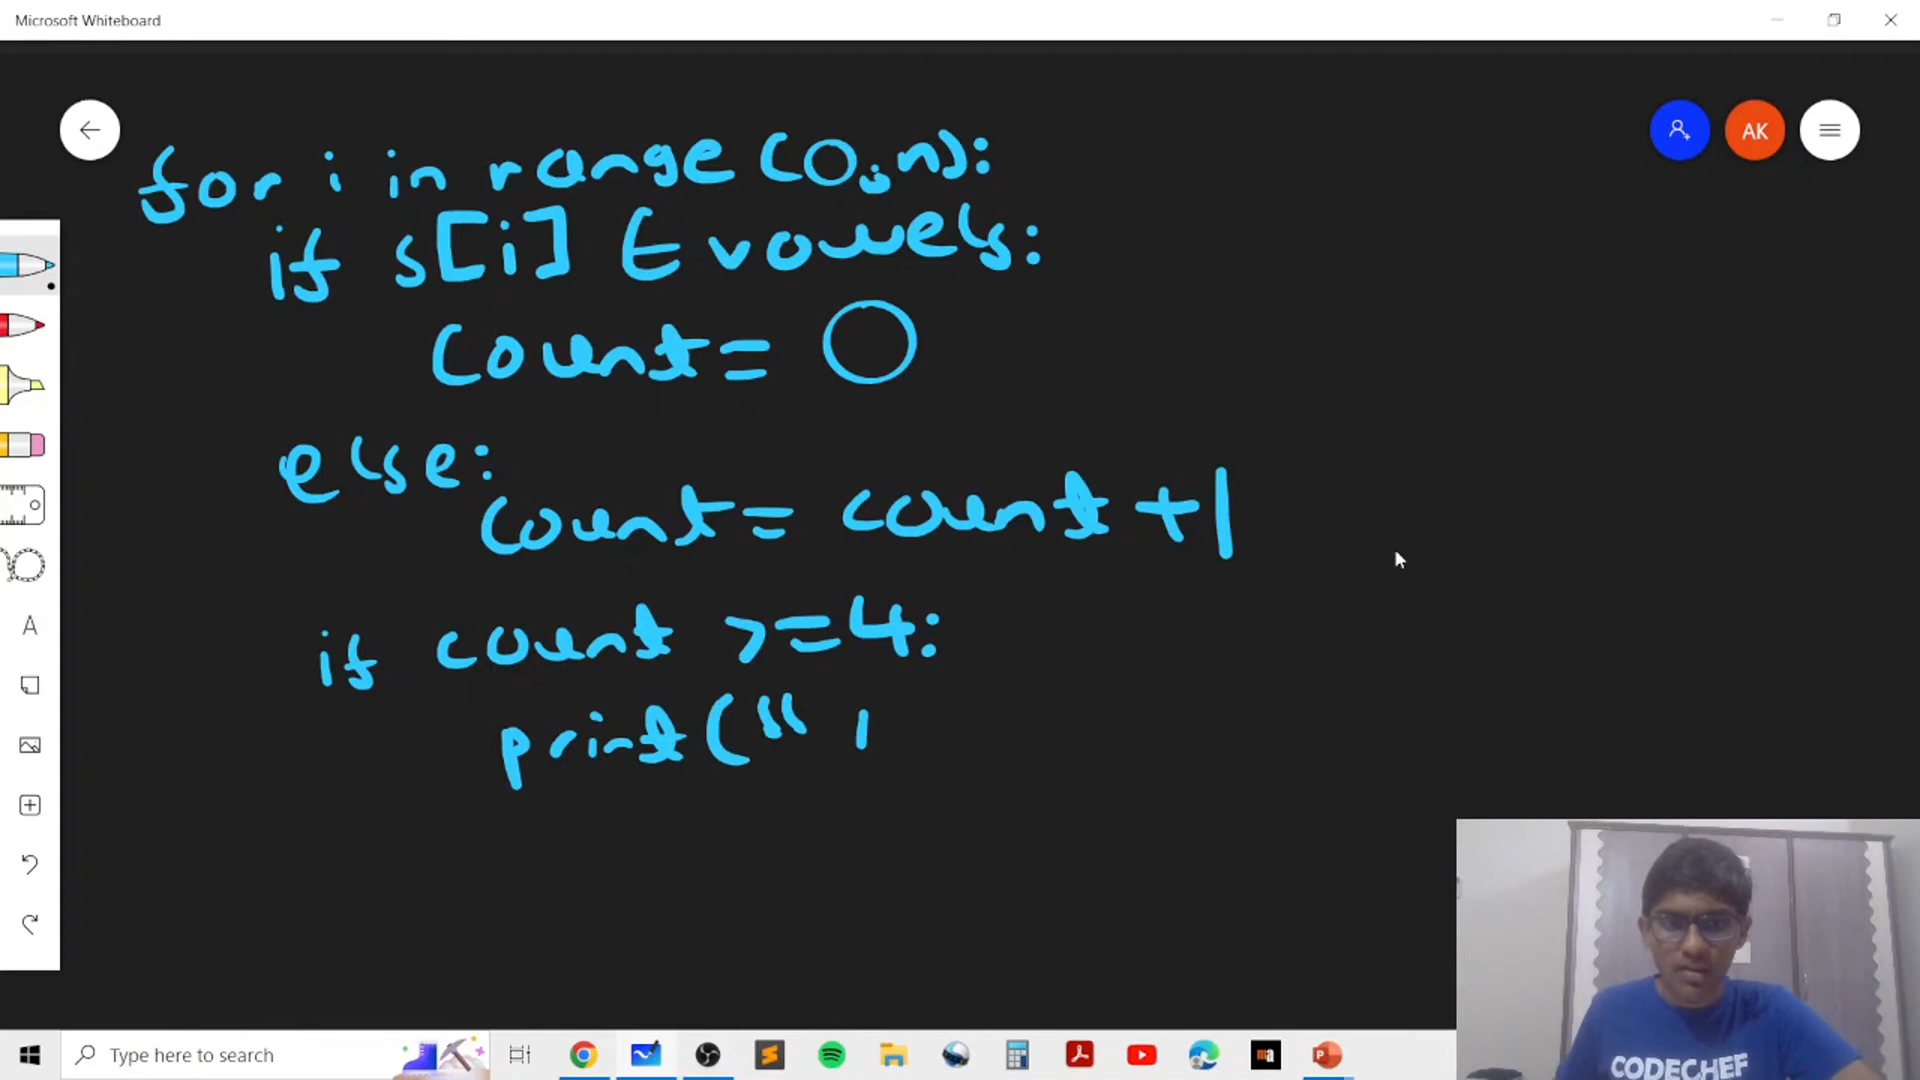 Microsoft Whiteboard
AK
for i in range (0,n):
if s[i] ∈ vowels:
count= 0
else:
count= count +1
if count >=4:
print("
A
Type here to search
ma
P
CODECHEF